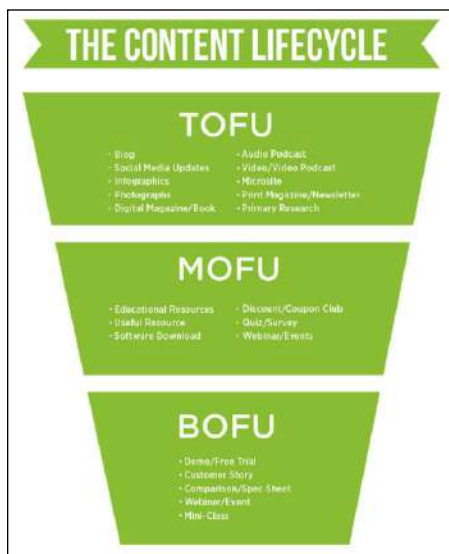 THE CONTENT LIFECYCLE
TOFU
• Blog
• Social Media Updates
• Infographics
• Photographs
• Digital Magazine/Book
• Audio Podcast
• Video/Video Podcast
• Microsite
• Print Magazine/Newsletter
• Primary Research
MOFU
• Educational Resources
• Useful Resource
• Software Download
• Discount/Coupon Club
• Quiz/Survey
• Webinar/Events
BOFU
• Demo/Free Trial
• Customer Story
• Comparison/Spec Sheet
• Webinar/Event
• Mini-Class